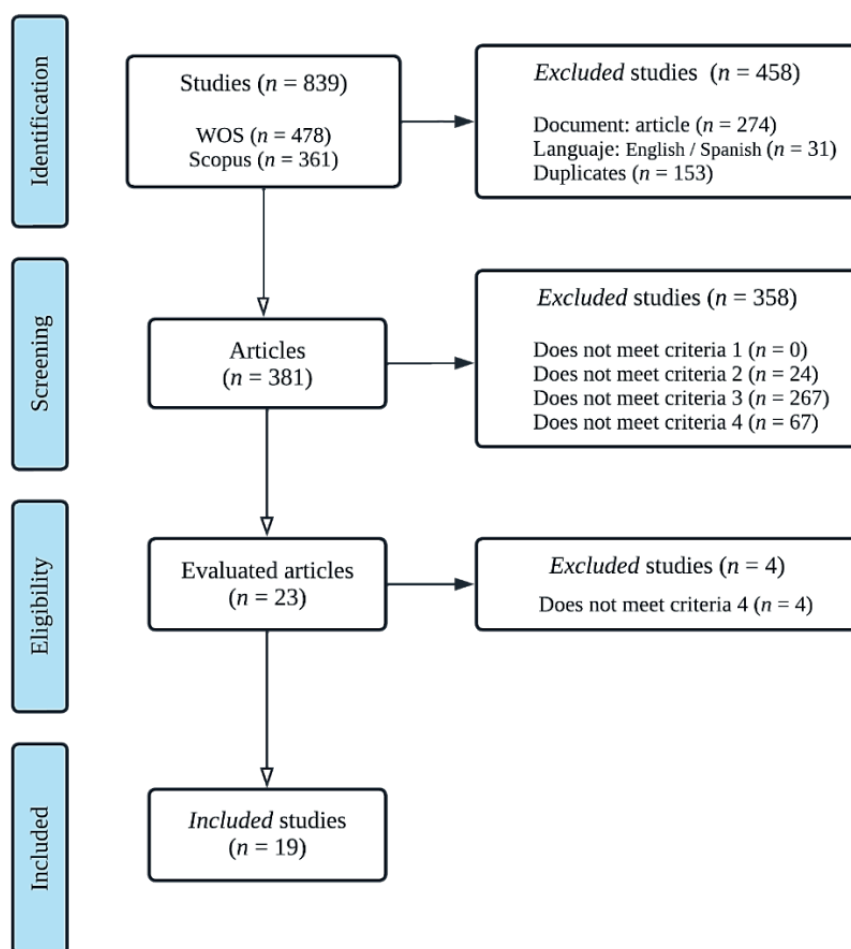 Identification
Studies (n = 839)
WOS (n = 478)
Scopus (n = 361)
Excluded studies (n = 458)
Document: article (n = 274)
Languaje: English / Spanish (n = 31)
Duplicates (n = 153)
Screening
Articles
(n = 381)
Excluded studies (n = 358)
Does not meet criteria 1 (n = 0)
Does not meet criteria 2 (n = 24)
Does not meet criteria 3 (n = 267)
Does not meet criteria 4 (n = 67)
Eligibility
Evaluated articles
(n = 23)
Excluded studies (n = 4)
Does not meet criteria 4 (n = 4)
Included
Included studies
(n = 19)